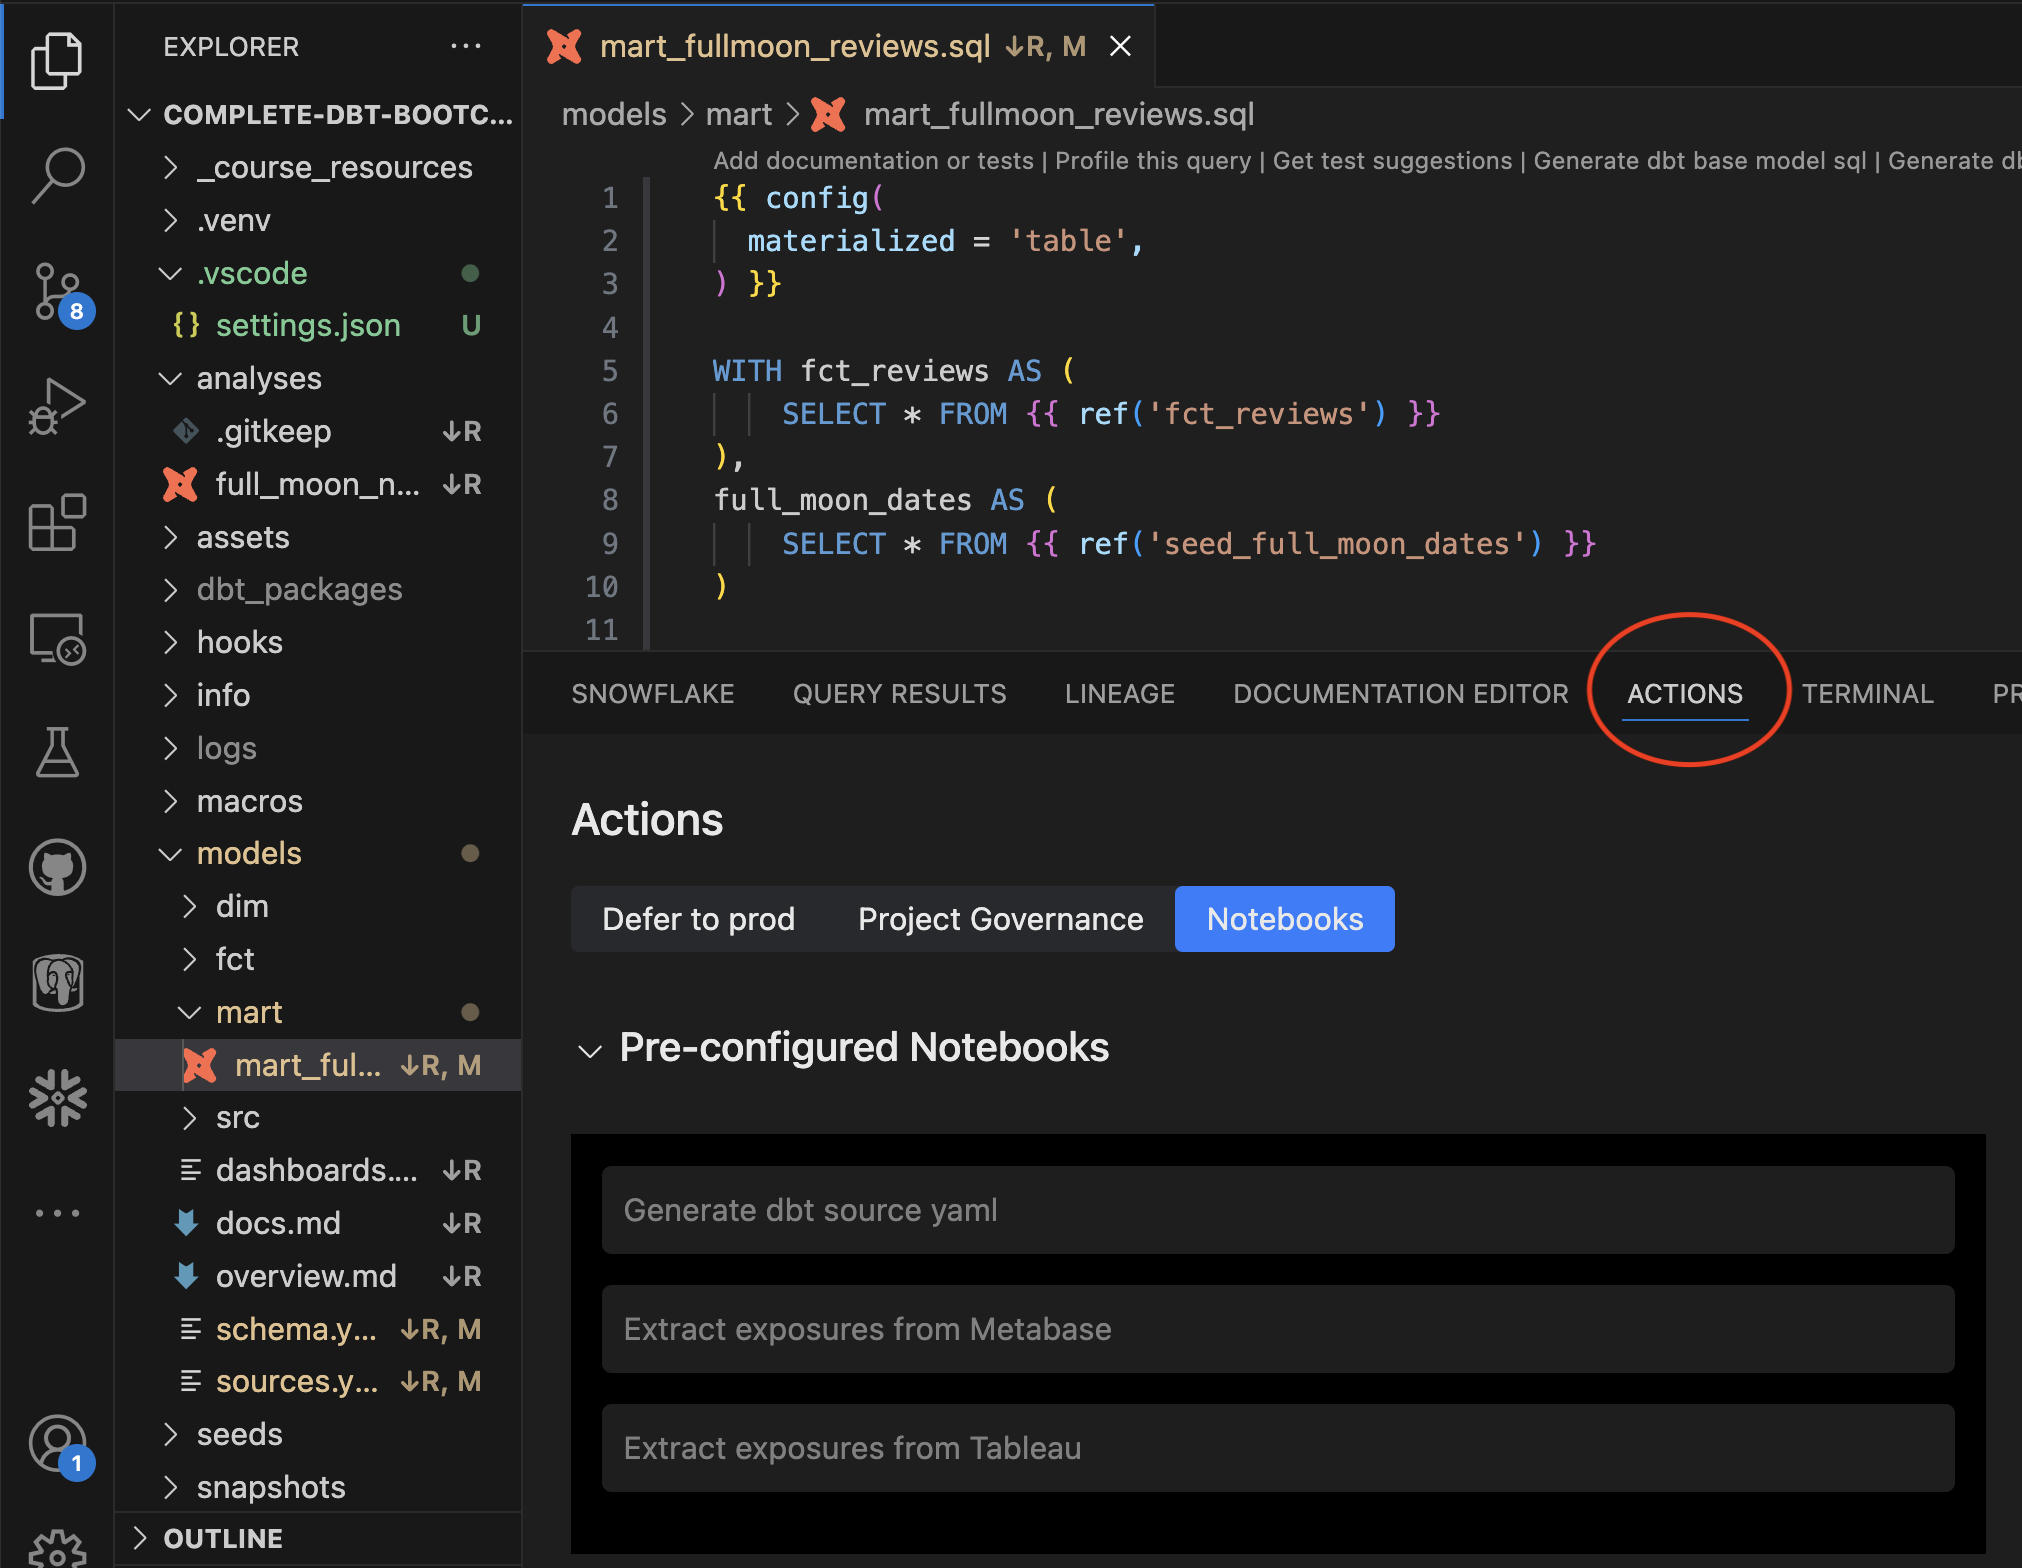 EXPLORER
COMPLETE-DBT-BOOTC...
_course_resources
.venv
.vscode
{} settings.json U
analyses
.gitkeep ↓R
full_moon_n... ↓R
assets
dbt_packages
hooks
info
logs
macros
models
dim
fct
mart
mart_ful... ↓R, M
src
dashboards.... ↓R
docs.md ↓R
overview.md ↓R
schema.y... ↓R, M
sources.y... ↓R, M
seeds
snapshots
OUTLINE
8
1
mart_fullmoon_reviews.sql ↓R, M
models > mart > mart_fullmoon_reviews.sql
Add documentation or tests | Profile this query | Get test suggestions | Generate dbt base model sql | Generate
1 {{ config(
2 materialized = 'table',
3 ) }}
4
5 WITH fct_reviews AS (
6 SELECT * FROM {{ ref('fct_reviews') }}
7 ),
8 full_moon_dates AS (
9 SELECT * FROM {{ ref('seed_full_moon_dates') }}
10 )
11
SNOWFLAKE QUERY RESULTS LINEAGE DOCUMENTATION EDITOR ACTIONS TERMINAL
Actions
Defer to prod Project Governance Notebooks
Pre-configured Notebooks
Generate dbt source yaml
Extract exposures from Metabase
Extract exposures from Tableau